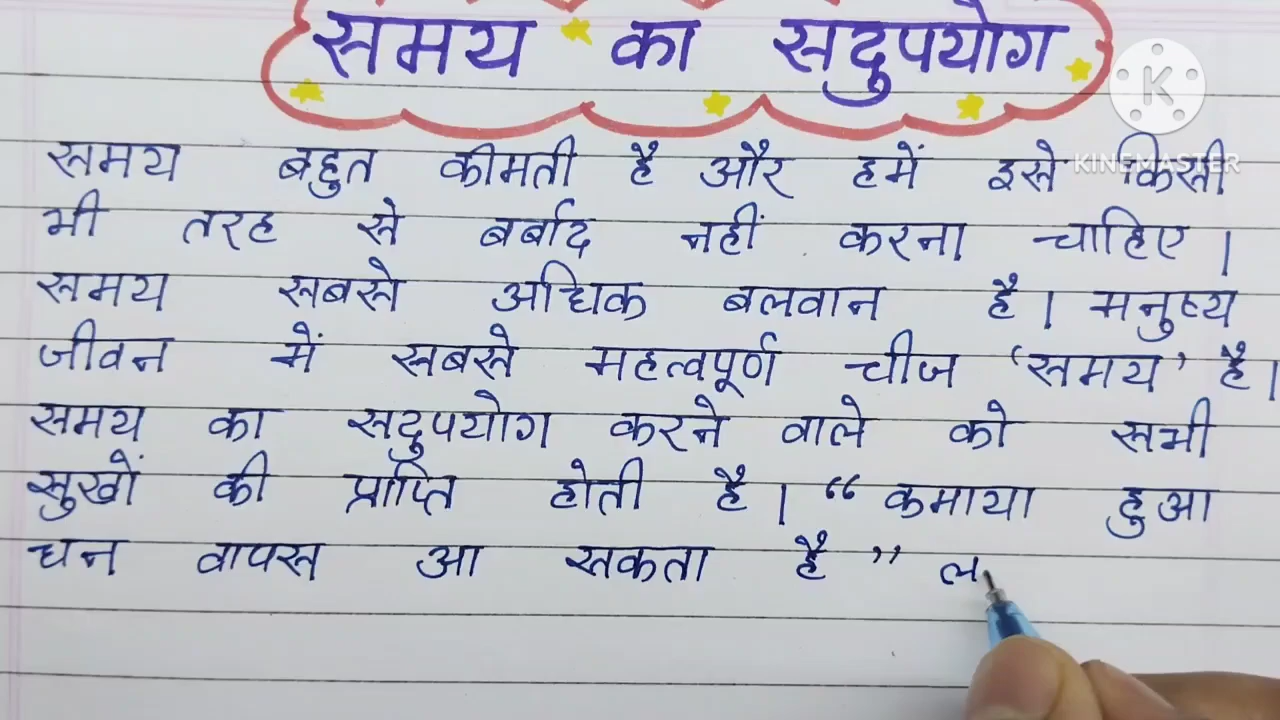 समय का सदुपयोग
K
KINEMASTER
समय बहुत कीमती है और हमें इसे किसी
भी तरह से बर्बाद नहीं करना चाहिए।
समय सबसे अधिक बलवान है। मनुष्य
जीवन में सबसे महत्वपूर्ण चीज 'समय' है।
समय का सदुपयोग करने वाले को सभी
सुखों की प्राप्ति होती है। “ कमाया हुआ
धन वापस आ सकता है ” ल